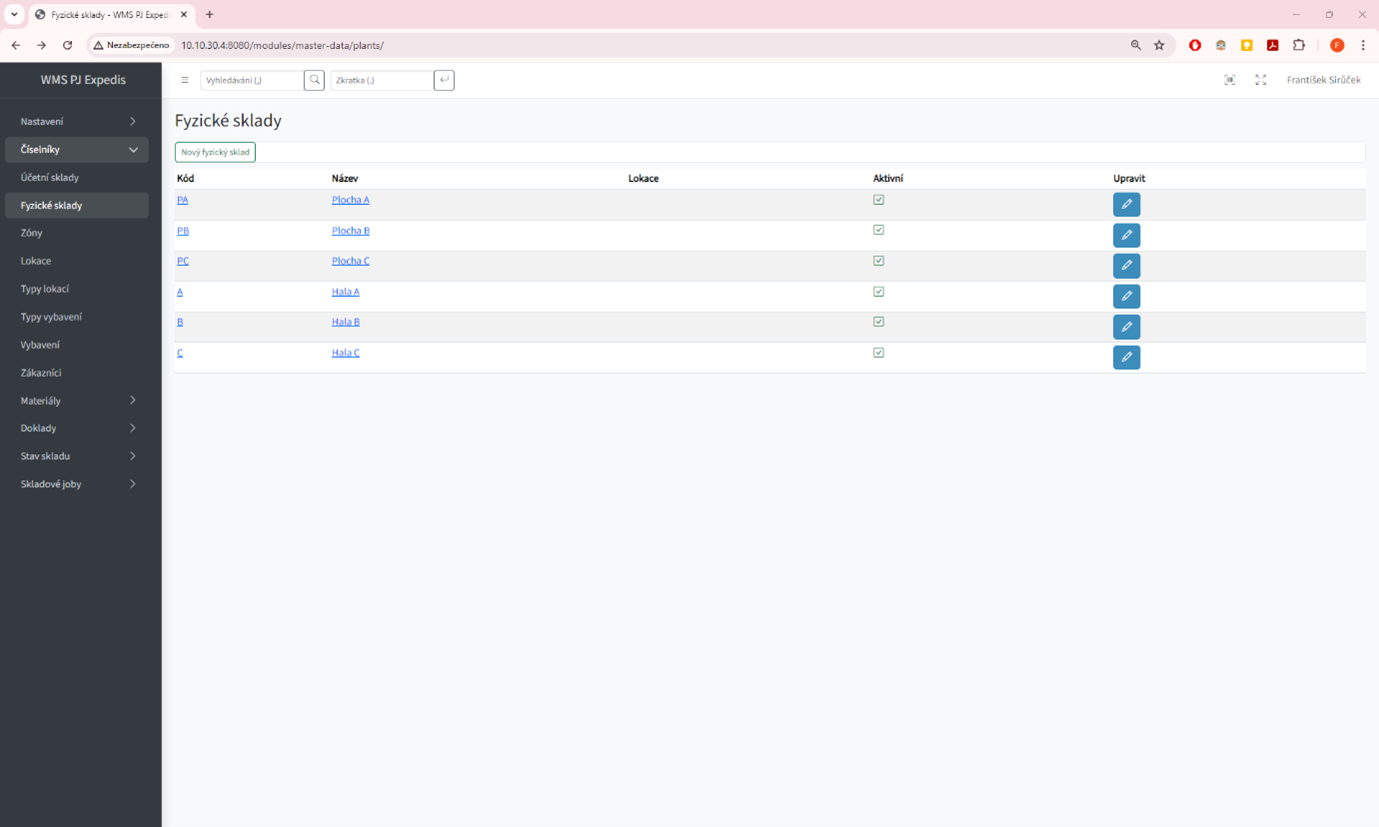 Fyzické sklady - WMS PJ Exped
Nezabezpečeno 10.10.30.4:8080/modules/master-data/plants/ F
WMS PJ Expedis
Vyhledávání (,) Zkratka (.) František Sirůček
Nastavení
Číselníky
Účetní sklady
Fyzické sklady
Zóny
Lokace
Typy lokací
Typy vybavení
Vybavení
Zákazníci
Materiály
Doklady
Stav skladu
Skladové joby
Fyzické sklady
Nový fyzický sklad
Kód Název Lokace Aktivní Upravit
PA Plocha A
PB Plocha B
PC Plocha C
A Hala A
B Hala B
C Hala C